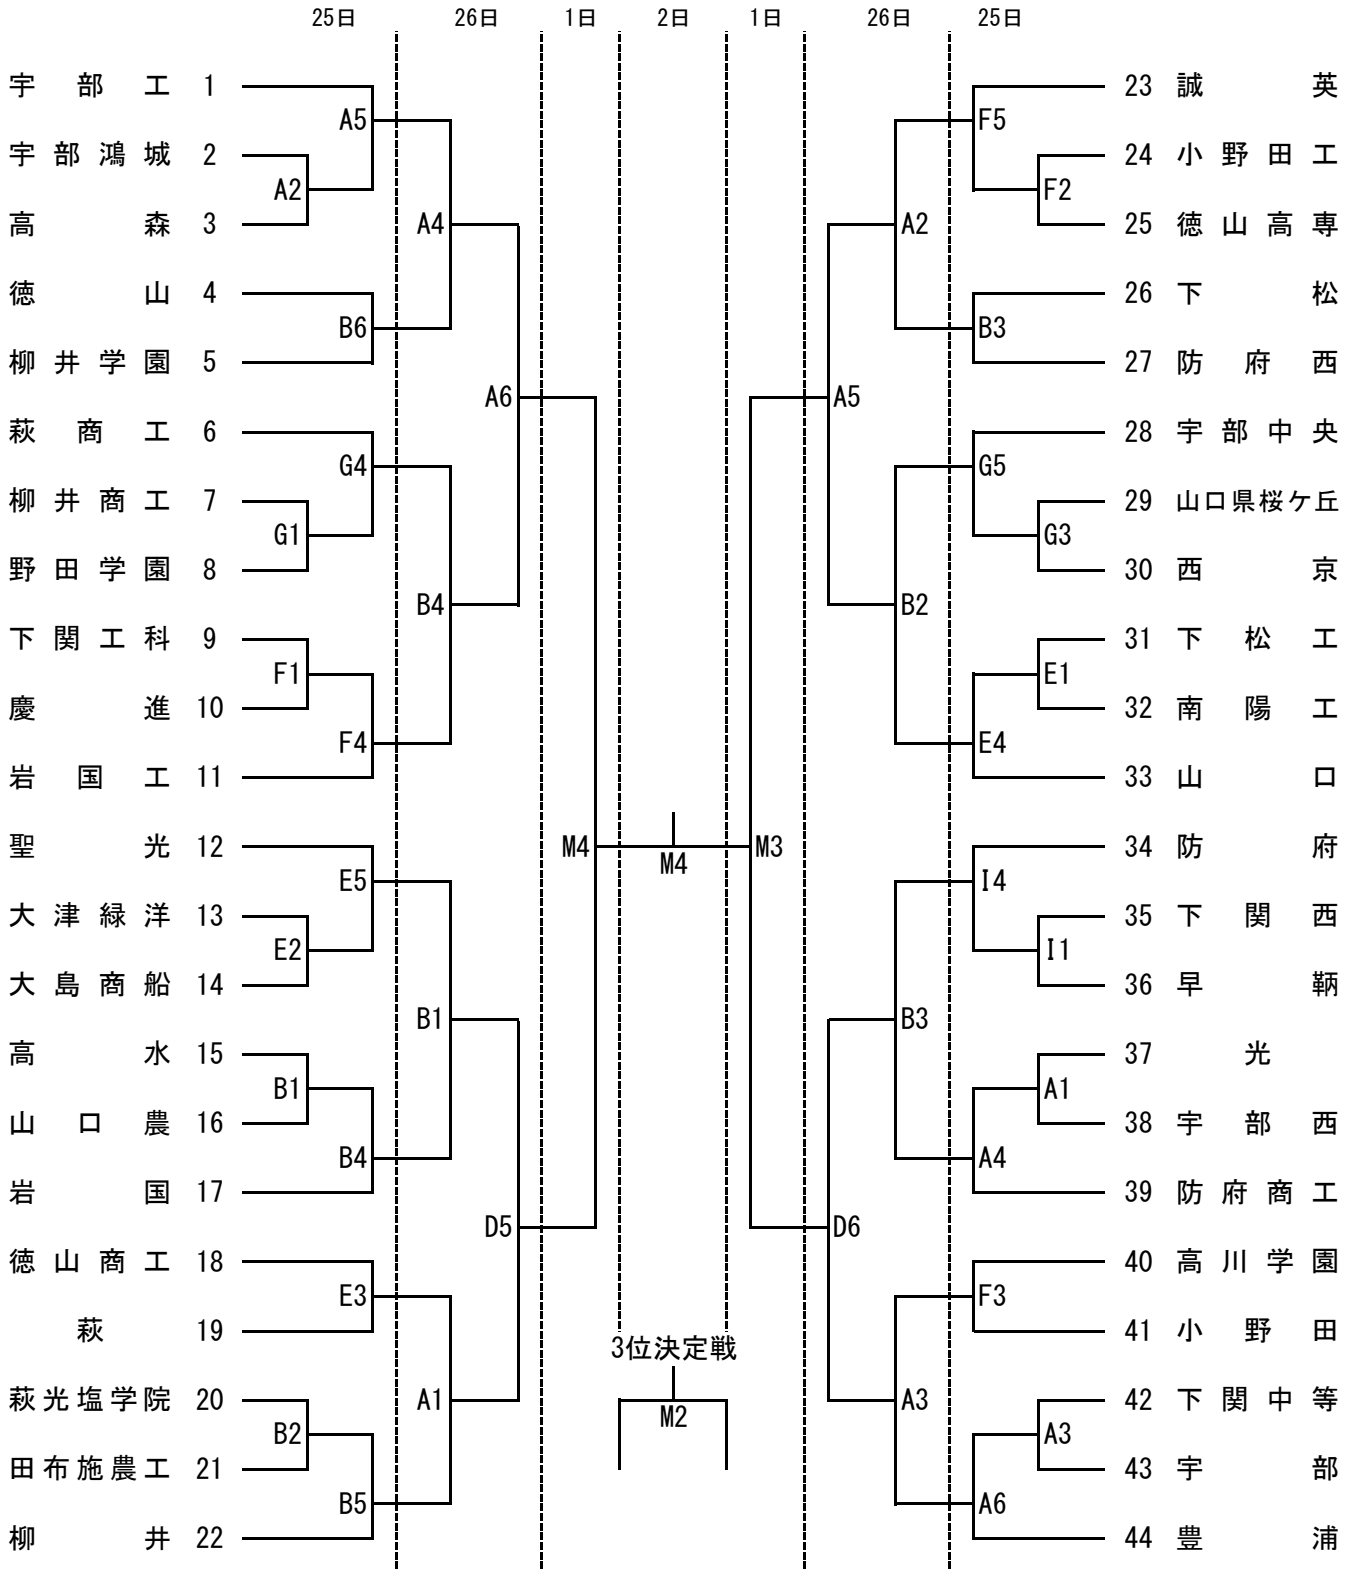 25日 26日 1日 2日 1日 26日 25日
宇部工 1
23 誠英
A5
F5
宇部鴻城 2
24 小野田工
A2
F2
高森 3
A4
A2
25 徳山高専
徳山 4
26 下松
B6
B3
柳井学園 5
27 防府西
A6
A5
萩商工 6
28 宇部中央
G4
G5
柳井商工 7
29 山口県桜ケ丘
G1
G3
野田学園 8
30 西京
B4
B2
下関工科 9
31 下松工
F1
E1
慶進 10
32 南陽工
F4
E4
岩国工 11
33 山口
聖光 12
M4
M4
M3
34 防府
E5
I4
大津緑洋 13
35 下関西
E2
I1
大島商船 14
36 早鞆
B1
B3
高水 15
37 光
B1
A1
山口農 16
38 宇部西
B4
A4
岩国 17
39 防府商工
D5
D6
徳山商工 18
40 高川学園
E3
F3
萩 19
41 小野田
3位決定戦
萩光塩学院 20
A1
M2
A3
42 下関中等
B2
A3
田布施農工 21
43 宇部
B5
A6
柳井 22
44 豊浦